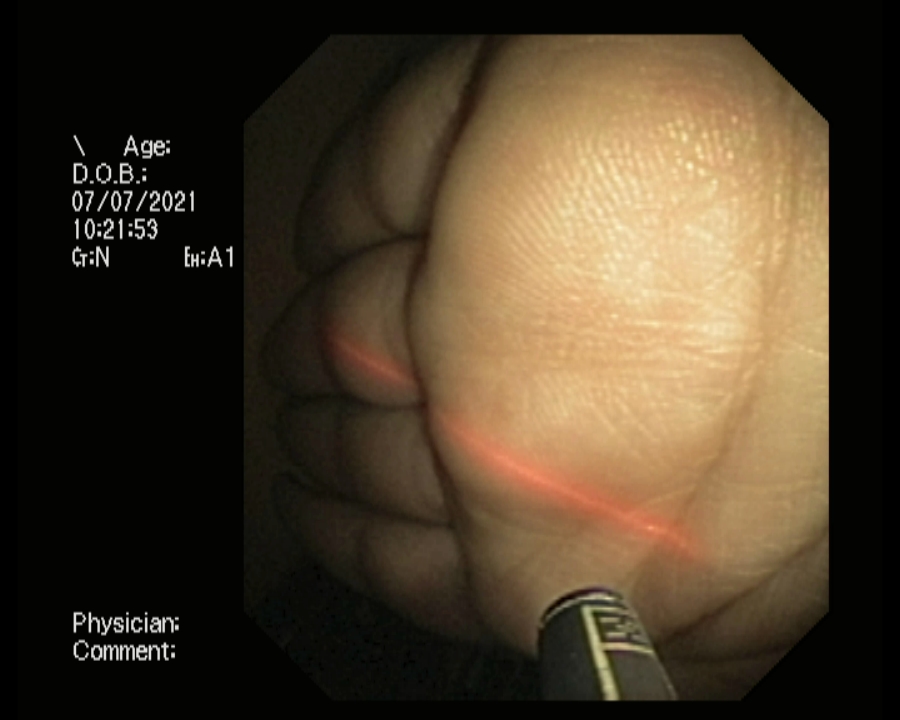 \ Age:
D.O.B.:
07/07/2021
10:21:53
Cr:N EH:A1
Physician:
Comment: